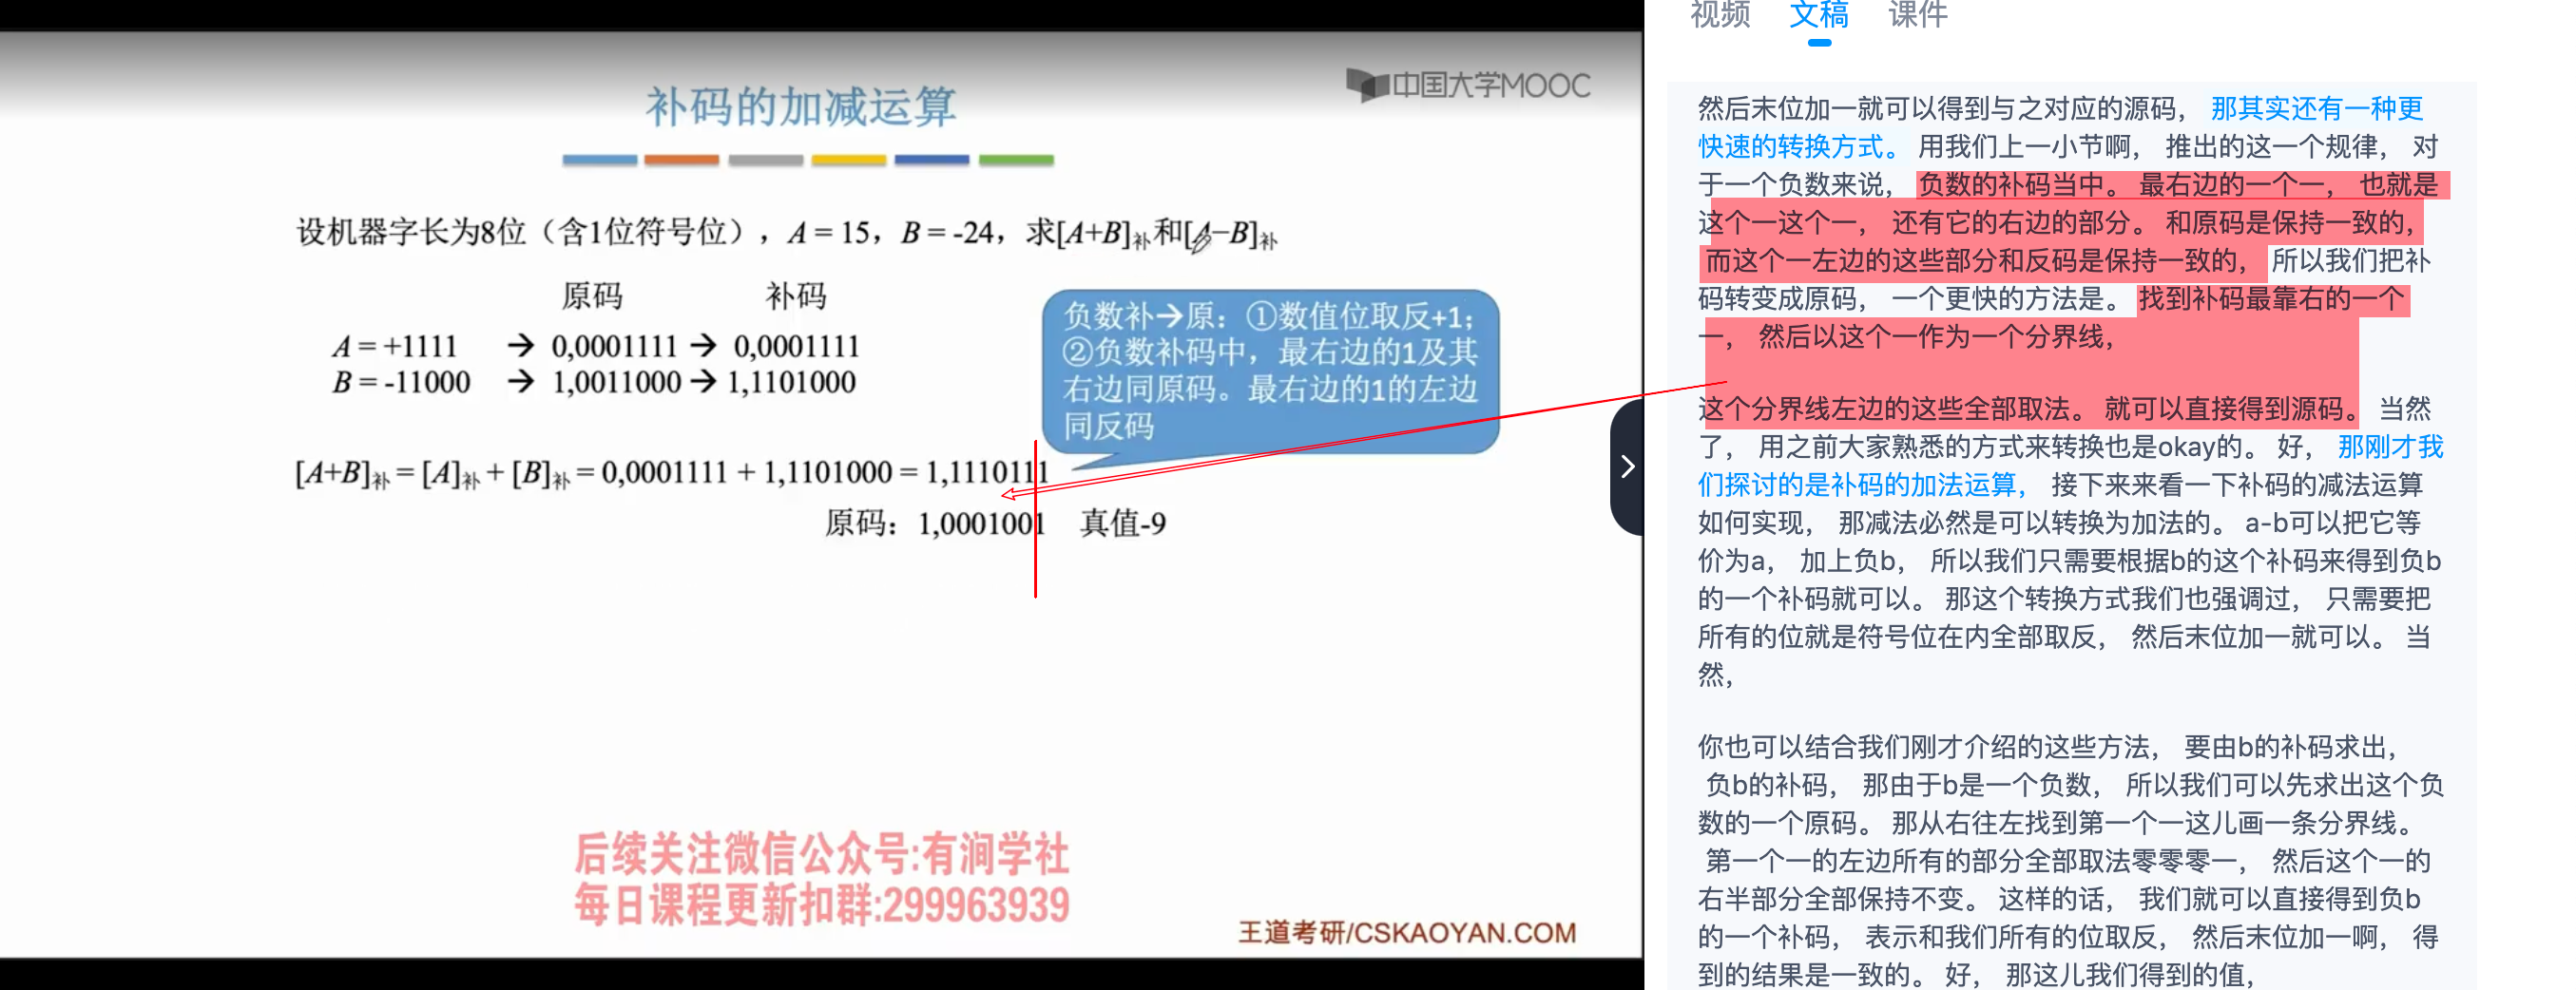 中国大学MOOC
补码的加减运算
设机器字长为8位（含1位符号位），A = 15，B = -24，求[A+B]补和[A−B]补
原码 补码
A = +1111 → 0,0001111 → 0,0001111
B = -11000 → 1,0011000 → 1,1101000
负数补→原：①数值位取反+1；
②负数补码中，最右边的1及其
右边同原码。最右边的1的左边
同反码
[A+B]补 = [A]补 + [B]补 = 0,0001111 + 1,1101000 = 1,1110111
原码：1,0001001 真值-9
后续关注微信公众号:有涧学社
每日课程更新扣群:299963939
王道考研/CSKAOYAN.COM
视频 文稿 课件
然后末位加一就可以得到与之对应的源码， 那其实还有一种更
快速的转换方式。 用我们上一小节啊， 推出的这一个规律， 对
于一个负数来说， 负数的补码当中。 最右边的一个一， 也就是
这个一这个一， 还有它的右边的部分。 和原码是保持一致的，
而这个一左边的这些部分和反码是保持一致的， 所以我们把补
码转变成原码， 一个更快的方法是。 找到补码最靠右的一个
一， 然后以这个一作为一个分界线，
这个分界线左边的这些全部取法。 就可以直接得到源码。 当然
了， 用之前大家熟悉的方式来转换也是okay的。 好， 那刚才我
们探讨的是补码的加法运算， 接下来来看一下补码的减法运算
如何实现， 那减法必然是可以转换为加法的。 a-b可以把它等
价为a， 加上负b， 所以我们只需要根据b的这个补码来得到负b
的一个补码就可以。 那这个转换方式我们也强调过， 只需要把
所有的位就是符号位在内全部取反， 然后末位加一就可以。 当
然，
你也可以结合我们刚才介绍的这些方法， 要由b的补码求出，
负b的补码， 那由于b是一个负数， 所以我们可以先求出这个负
数的一个原码。 那从右往左找到第一个一这儿画一条分界线。
第一个一的左边所有的部分全部取法零零零一， 然后这个一的
右半部分全部保持不变。 这样的话， 我们就可以直接得到负b
的一个补码， 表示和我们所有的位取反， 然后末位加一啊， 得
到的结果是一致的。 好， 那这儿我们得到的值，